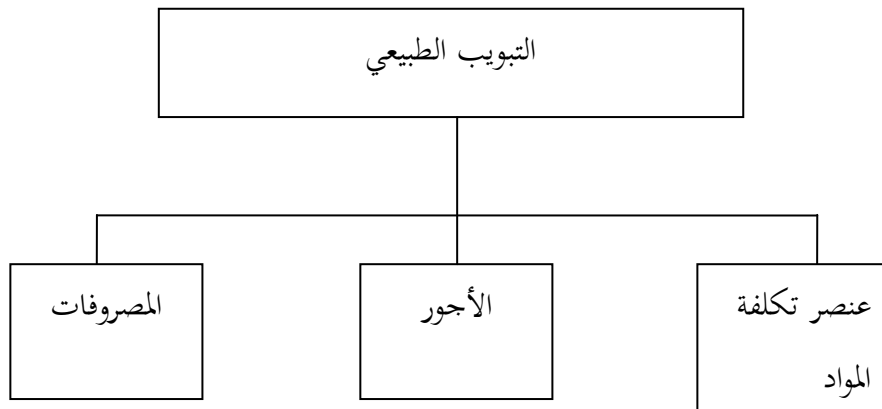 التبويب الطبيعي
عنصر تكلفة
المواد
الأجور
المصروفات